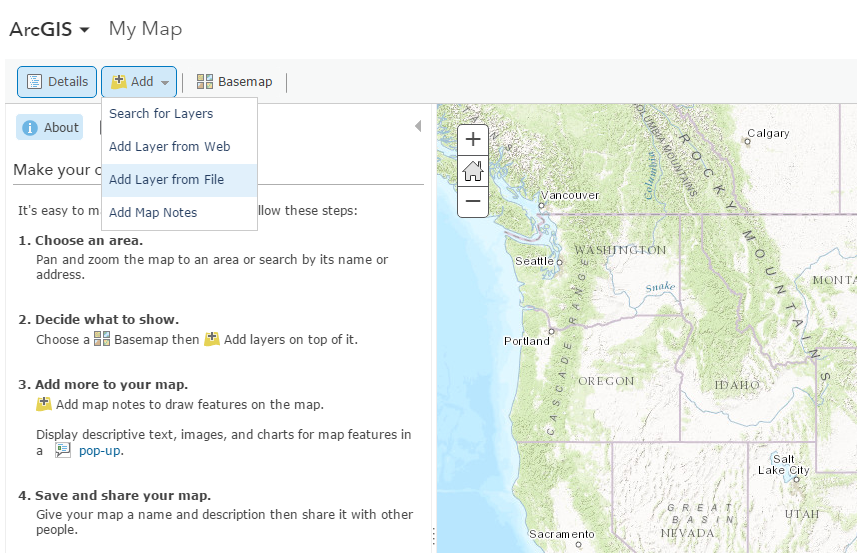 ArcGIS My Map
Details Add Basemap
About
Search for Layers
Add Layer from Web
Add Layer from File
Add Map Notes
Make your o
It's easy to m
llow these steps:
1. Choose an area.
Pan and zoom the map to an area or search by its name or
address.
2. Decide what to show.
Choose a Basemap then Add layers on top of it.
3. Add more to your map.
Add map notes to draw features on the map.
Display descriptive text, images, and charts for map features in
a pop-up.
4. Save and share your map.
Give your map a name and description then share it with other
people.
+
−
Calgary
COLUMBIA MOUNTAINS
Columbia
ROCKY MOUNTAINS
Vancouver
WASHINGTON
Seattle
MONTA
Snake
Portland
CASCADE RANGE
OREGON
IDAHO
Salt
Lake City
GREAT
BASIN
NEVADA
UTAH
Sacramento